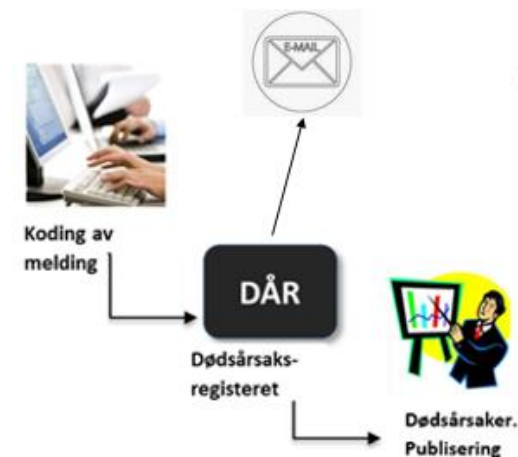 E-MAIL
Koding av
melding
DÅR
Dødsårsaks-
registeret
Dødsårsaker.
Publisering